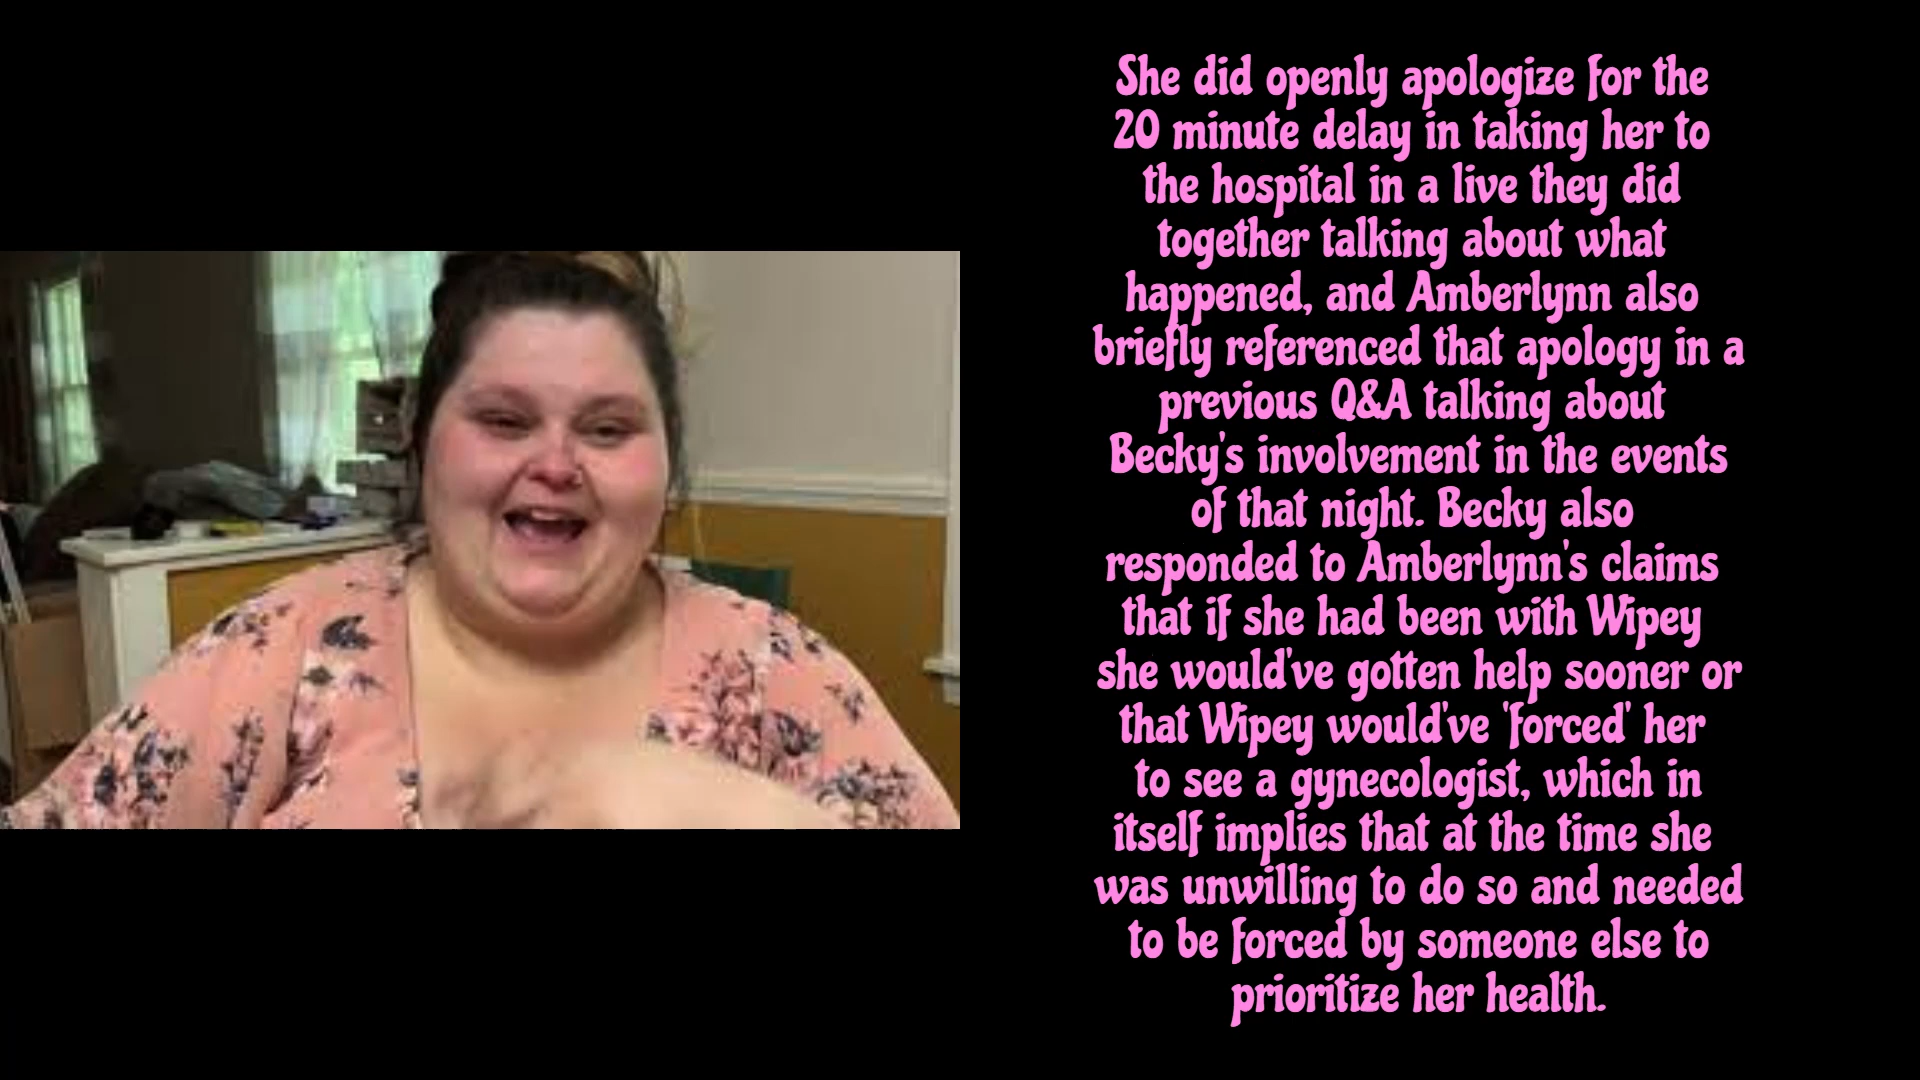 She did openly apologize for the
20 minute delay in taking her to
the hospital in a live they did
together talking about what
happened, and Amberlynn also
briefly referenced that apology in a
previous Q&A talking about
Becky's involvement in the events
of that night. Becky also
responded to Amberlynn's claims
that if she had been with Wipey
she would've gotten help sooner or
that Wipey would've 'forced' her
to see a gynecologist, which in
itself implies that at the time she
was unwilling to do so and needed
to be forced by someone else to
prioritize her health.